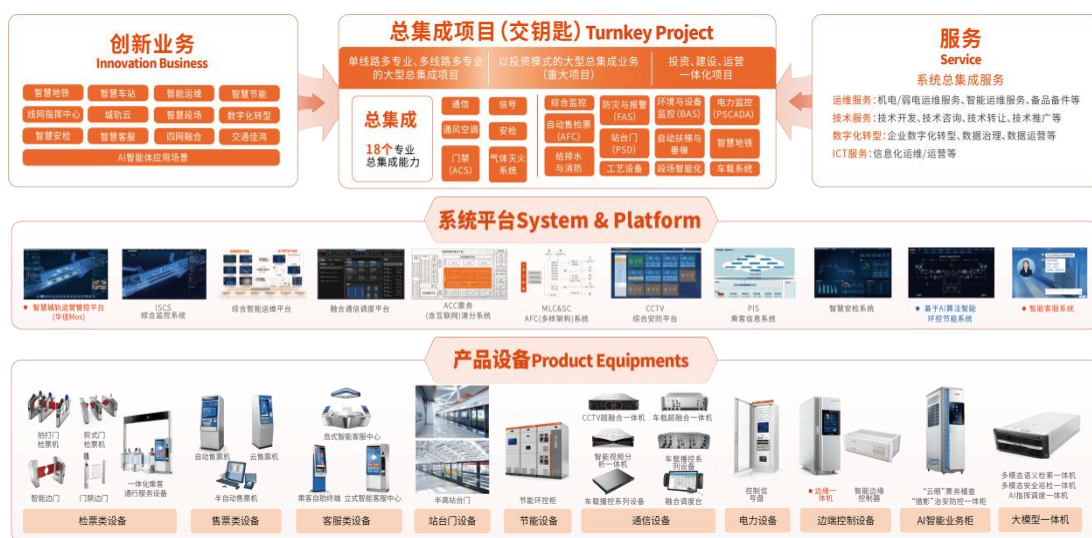 创新业务
Innovation Business
智慧地铁
智慧车站
智能运维
智慧节能
线网指挥中心
城轨云
智慧段场
数字化转型
智慧安检
智慧客服
四网融合
交通佳鸿
AI智能体应用场景
总集成项目(交钥匙) Turnkey Project
单线路多专业、多线路多专业
的大型总集成项目
以投资模式的大型总集成业务
(重大项目)
投资、建设、运营
一体化项目
总集成
18个专业
总集成能力
通信
信号
通风空调
安检
门禁
(ACS)
气体灭火
系统
综合监控
防灾与报警
(FAS)
环境与设备
监控(BAS)
电力监控
(PSCADA)
自动售检票
(AFC)
站台门
(PSD)
自动扶梯与
垂梯
智慧地铁
给排水
与消防
工艺设备
段场智能化
车载系统
服务
Service
系统总集成服务
运维服务:机电/弱电运维服务、智能运维服务、备品备件等
技术服务:技术开发、技术咨询、技术转让、技术推广等
数字化转型:企业数字化转型、数据治理、数据运营等
ICT服务:信息化运维/运营等
系统平台System & Platform
智慧城轨运营管控平台
(华佳Mos)
ISCS
综合监控系统
综合智能运维平台
融合通信调度平台
ACC票务
(含互联网)清分系统
MLC&SC
AFC(多样架构)系统
CCTV
综合安防平台
PIS
乘客信息系统
智慧安检系统
基于AI算法智能
环控节能系统
智能客服系统
产品设备Product Equipments
拍打门
检票机
剪式门
检票机
智能边门
门禁边门
一体化乘客
通行服务设备
检票类设备
自动售票机
云售票机
半自动售票机
售票类设备
岛式智能客服中心
乘客自助终端
立式智能客服中心
客服类设备
半高站台门
站台门设备
节能环控柜
节能设备
CCTV超融合一体机
车载超融合一体机
智能视频分
析一体机
车载播控系
列设备
车载播控系列设备
融合调度台
通信设备
控制信
号盘
电力设备
边缘一
体机
智能边缘
控制器
边端控制设备
“云眼”票务稽查
“猎影”治安防控一体柜
AI智能业务柜
多模态语义检索一体机
多模态安全巡检一体机
AI指挥调度一体机
大模型一体机